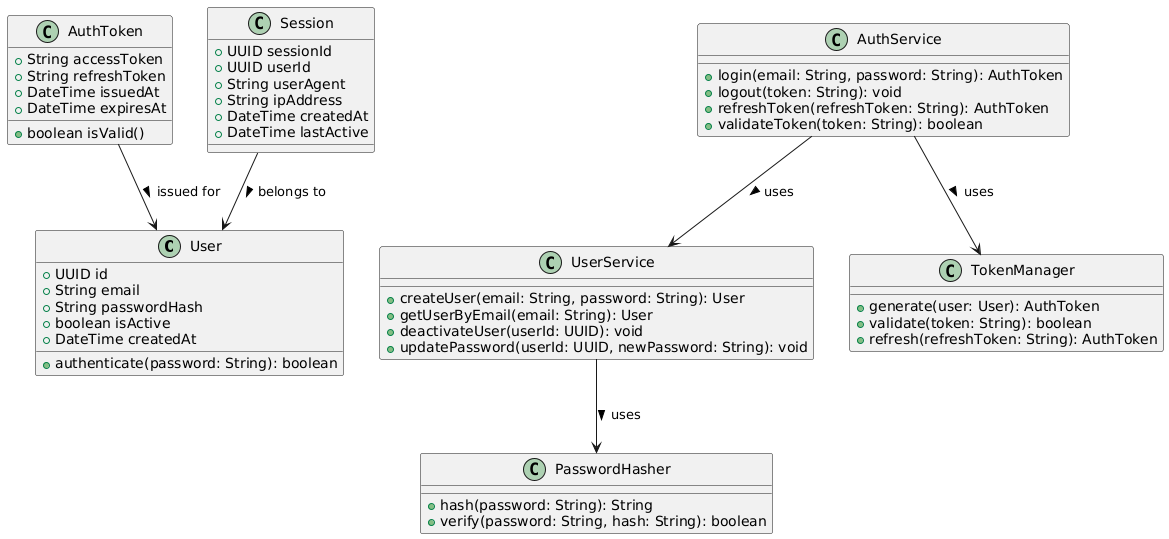 C AuthToken
String accessToken
String refreshToken
DateTime issuedAt
DateTime expiresAt
boolean isValid()
C Session
UUID sessionId
UUID userId
String userAgent
String ipAddress
DateTime createdAt
DateTime lastActive
C AuthService
login(email: String, password: String): AuthToken
logout(token: String): void
refreshToken(refreshToken: String): AuthToken
validateToken(token: String): boolean
issued for
belongs to
uses
uses
C User
UUID id
String email
String passwordHash
boolean isActive
DateTime createdAt
authenticate(password: String): boolean
C UserService
createUser(email: String, password: String): User
getUserByEmail(email: String): User
deactivateUser(userId: UUID): void
updatePassword(userId: UUID, newPassword: String): void
C TokenManager
generate(user: User): AuthToken
validate(token: String): boolean
refresh(refreshToken: String): AuthToken
uses
C PasswordHasher
hash(password: String): String
verify(password: String, hash: String): boolean